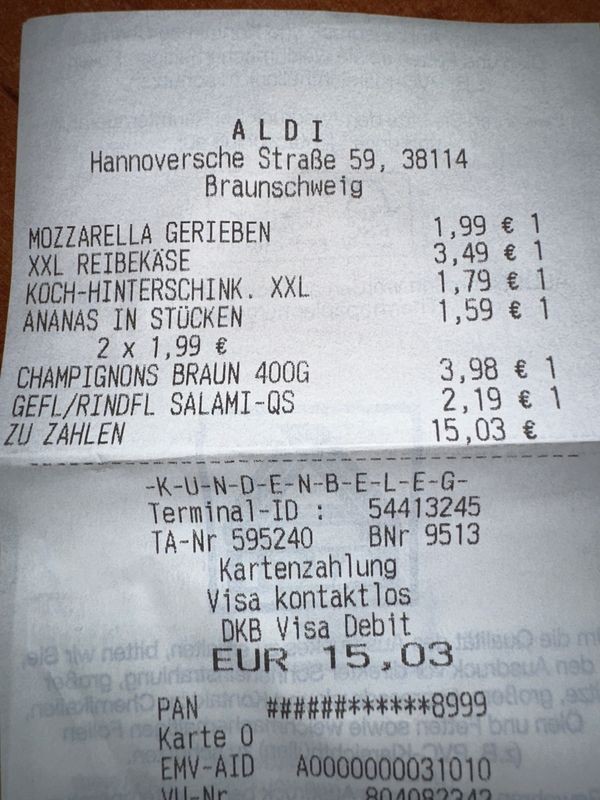 ALDI
Hannoversche Straße 59, 38114
Braunschweig
MOZZARELLA GERIEBEN 1,99 € 1
XXL REIBEKÄSE 3,49 € 1
KOCH-HINTERSCHINK. XXL 1,79 € 1
ANANAS IN STÜCKEN 1,59 € 1
2 x 1,99 €
CHAMPIGNONS BRAUN 400G 3,98 € 1
GEFL/RINDFL SALAMI-QS 2,19 € 1
ZU ZAHLEN 15,03 €
-K-U-N-D-E-N-B-E-L-E-G-
Terminal-ID : 54413245
TA-Nr 595240 BNr 9513
Kartenzahlung
Visa kontaktlos
DKB Visa Debit
EUR 15,03
PAN ######******8999
Karte 0
EMV-AID A0000000031010
VU-Nr 804082342